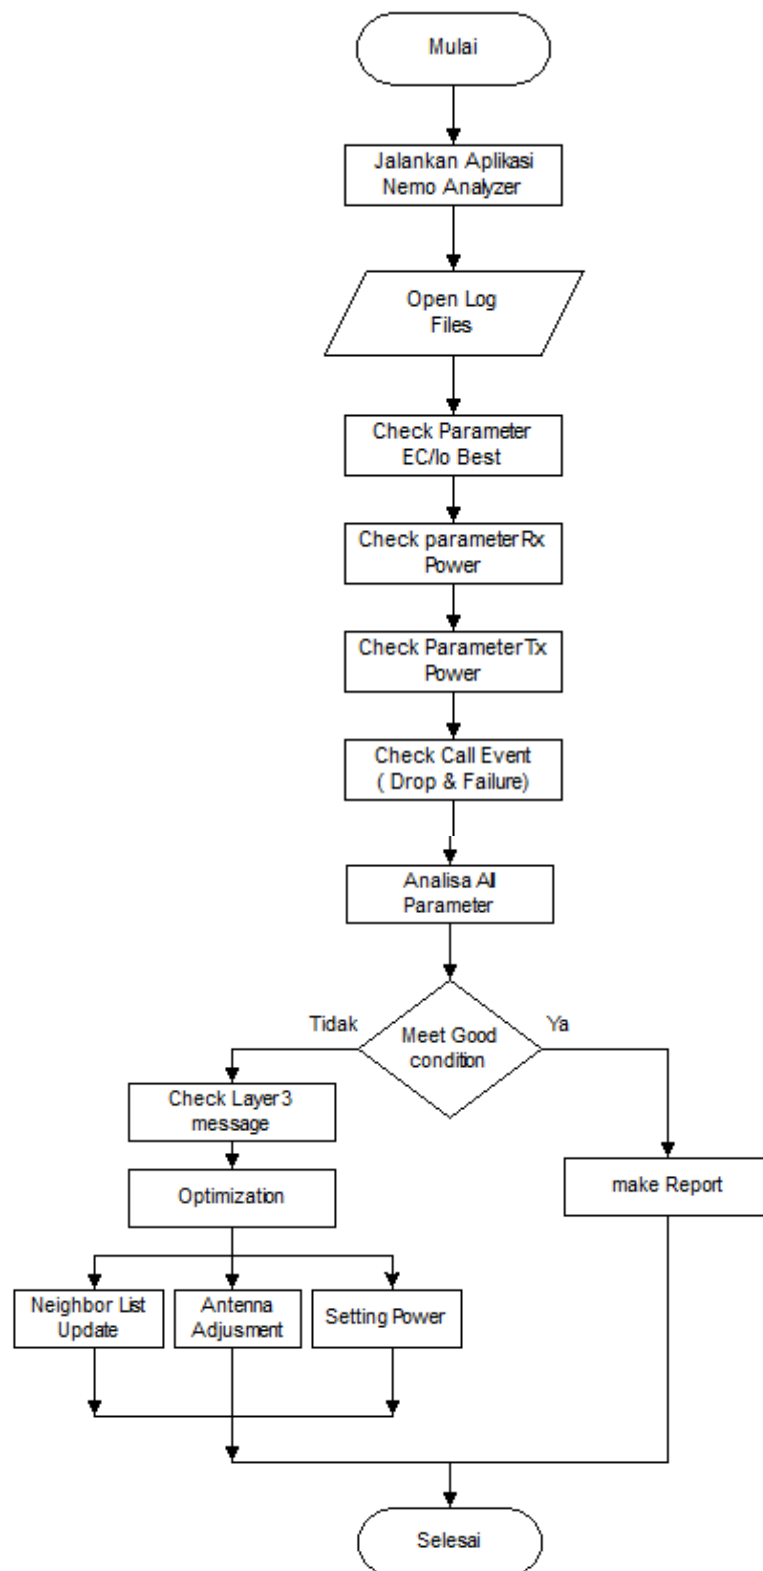 Mulai
Jalankan Aplikasi
Nemo Analyzer
Open Log
Files
Check Parameter
EC/Io Best
Check parameter Rx
Power
Check Parameter Tx
Power
Check Call Event
( Drop & Failure)
Analisa All
Parameter
Meet Good
condition
Tidak
Ya
Check Layer 3
message
Optimization
make Report
Neighbor List
Update
Antenna
Adjusment
Setting Power
Selesai